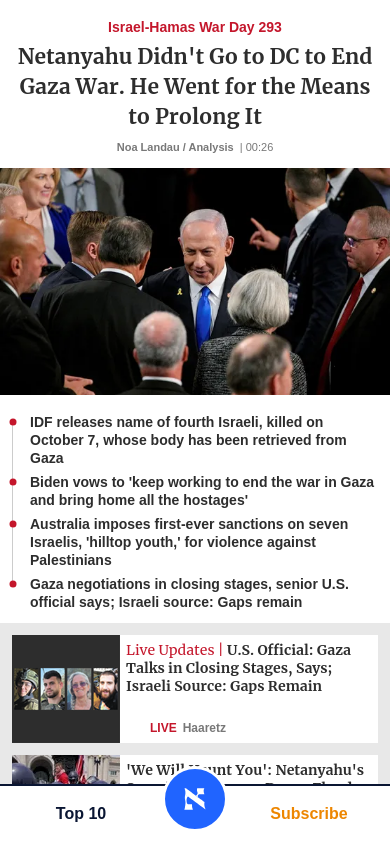 Israel-Hamas War Day 293
Netanyahu Didn't Go to DC to End
Gaza War. He Went for the Means
to Prolong It
Noa Landau / Analysis | 00:26
IDF releases name of fourth Israeli, killed on
October 7, whose body has been retrieved from
Gaza
Biden vows to 'keep working to end the war in Gaza
and bring home all the hostages'
Australia imposes first-ever sanctions on seven
Israelis, 'hilltop youth,' for violence against
Palestinians
Gaza negotiations in closing stages, senior U.S.
official says; Israeli source: Gaps remain
Live Updates | U.S. Official: Gaza
Talks in Closing Stages, Says;
Israeli Source: Gaps Remain
LIVE Haaretz
'We Will Haunt You': Netanyahu's
Top 10
Subscribe